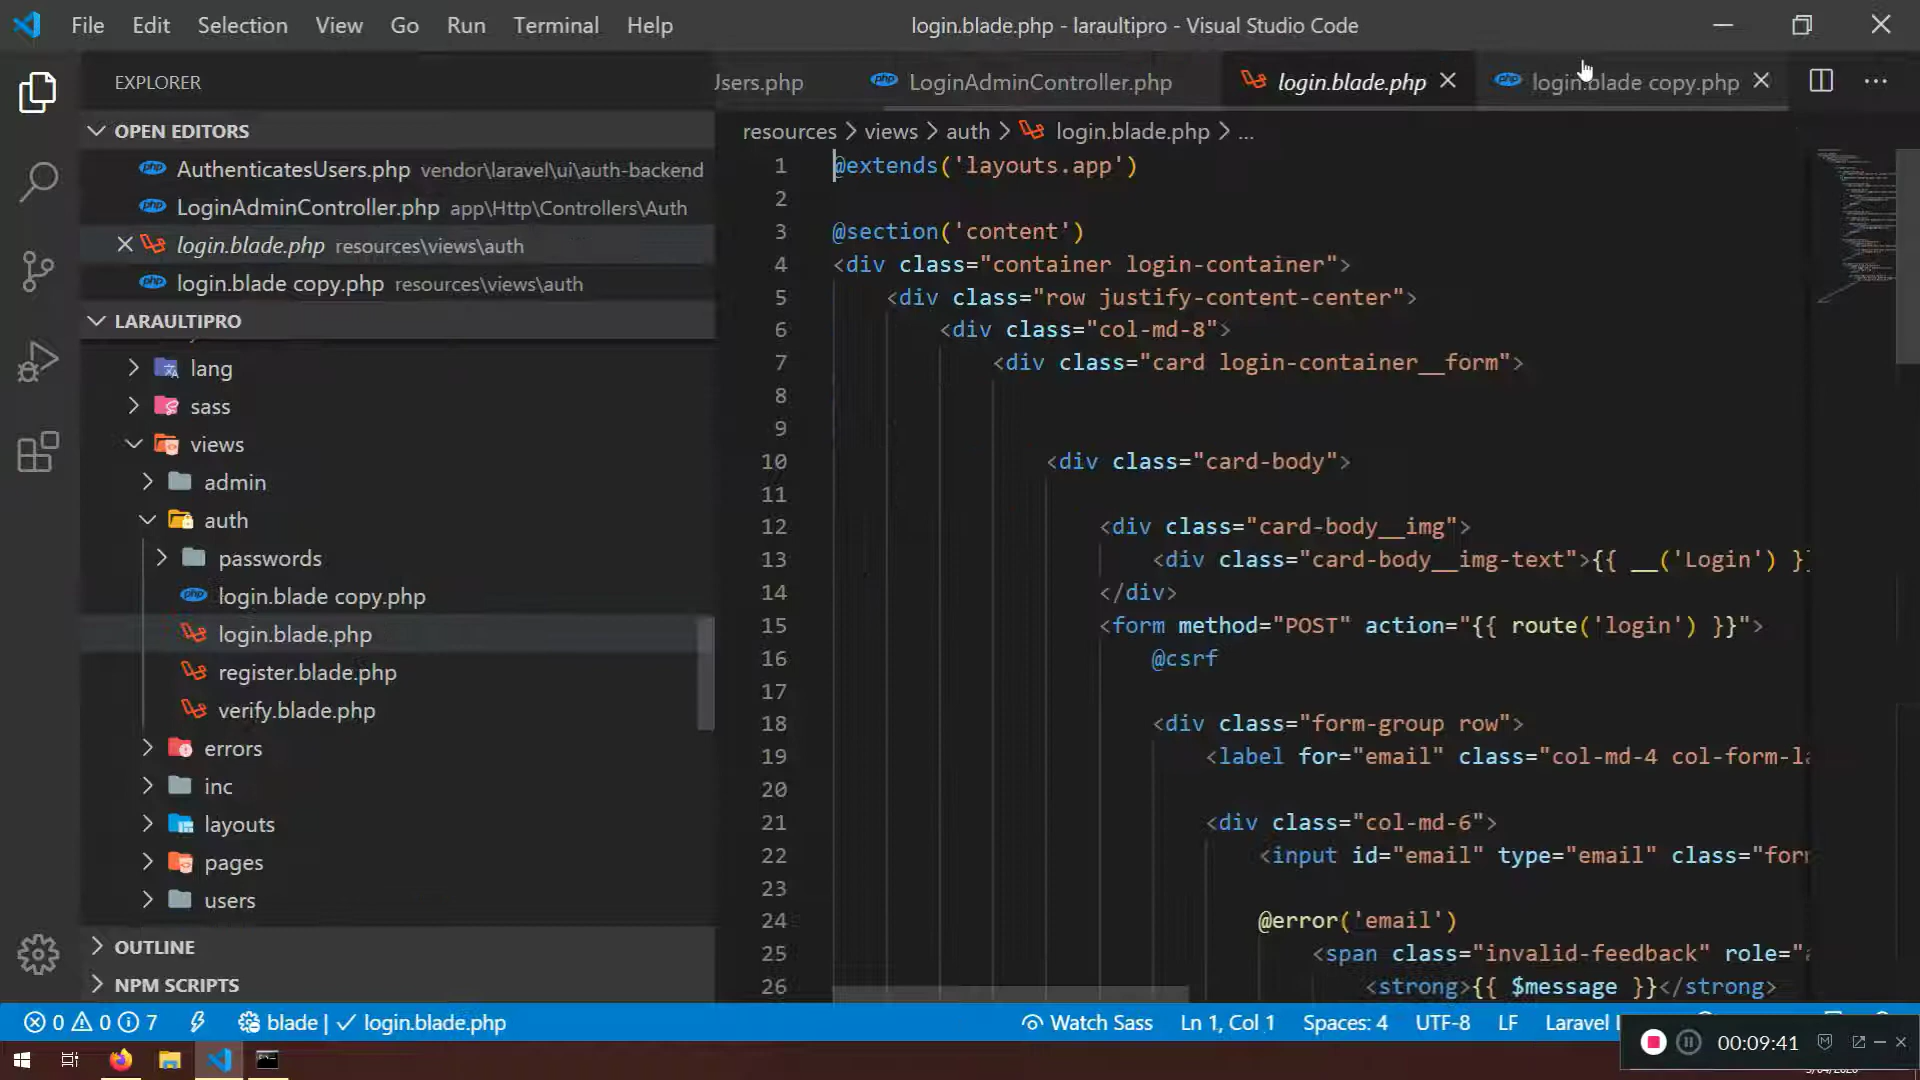 File Edit Selection View Go Run Terminal Help
login.blade.php - laraultipro - Visual Studio Code
EXPLORER
Users.php
LoginAdminController.php
login.blade.php
login.blade copy.php
OPEN EDITORS
AuthenticatesUsers.php vendor\laravel\ui\auth-backend
LoginAdminController.php app\Http\Controllers\Auth
login.blade.php resources\views\auth
login.blade copy.php resources\views\auth
LARAULTIPRO
lang
sass
views
admin
auth
passwords
login.blade copy.php
login.blade.php
register.blade.php
verify.blade.php
errors
inc
layouts
pages
users
OUTLINE
NPM SCRIPTS
resources > views > auth > login.blade.php > ...
1 @extends('layouts.app')
2
3 @section('content')
4 <div class="container login-container">
5 <div class="row justify-content-center">
6 <div class="col-md-8">
7 <div class="card login-container__form">
8
9
10 <div class="card-body">
11
12 <div class="card-body__img">
13 <div class="card-body__img-text">{{ __('Login') }}
14 </div>
15 <form method="POST" action="{{ route('login') }}">
16 @csrf
17
18 <div class="form-group row">
19 <label for="email" class="col-md-4 col-form-la
20
21 <div class="col-md-6">
22 <input id="email" type="email" class="form
23
24 @error('email')
25 <span class="invalid-feedback" role="a
26 <strong>{{ $message }}</strong>
0 0 7 blade | ✓ login.blade.php
Watch Sass Ln 1, Col 1 Spaces: 4 UTF-8 LF Laravel
00:09:41